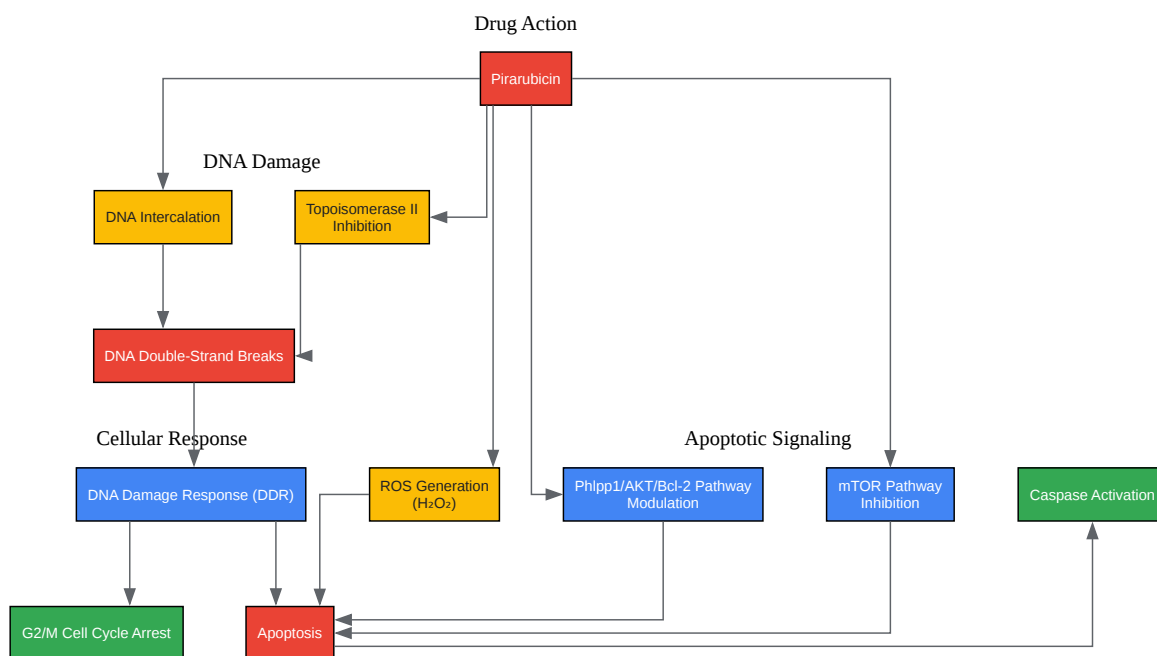 Drug Action
Pirarubicin
DNA Damage
DNA Intercalation
Topoisomerase II
Inhibition
DNA Double-Strand Breaks
Cellular Response
Apoptotic Signaling
DNA Damage Response (DDR)
ROS Generation
(H₂O₂)
Phlpp1/AKT/Bcl-2 Pathway
Modulation
mTOR Pathway
Inhibition
Caspase Activation
G2/M Cell Cycle Arrest
Apoptosis